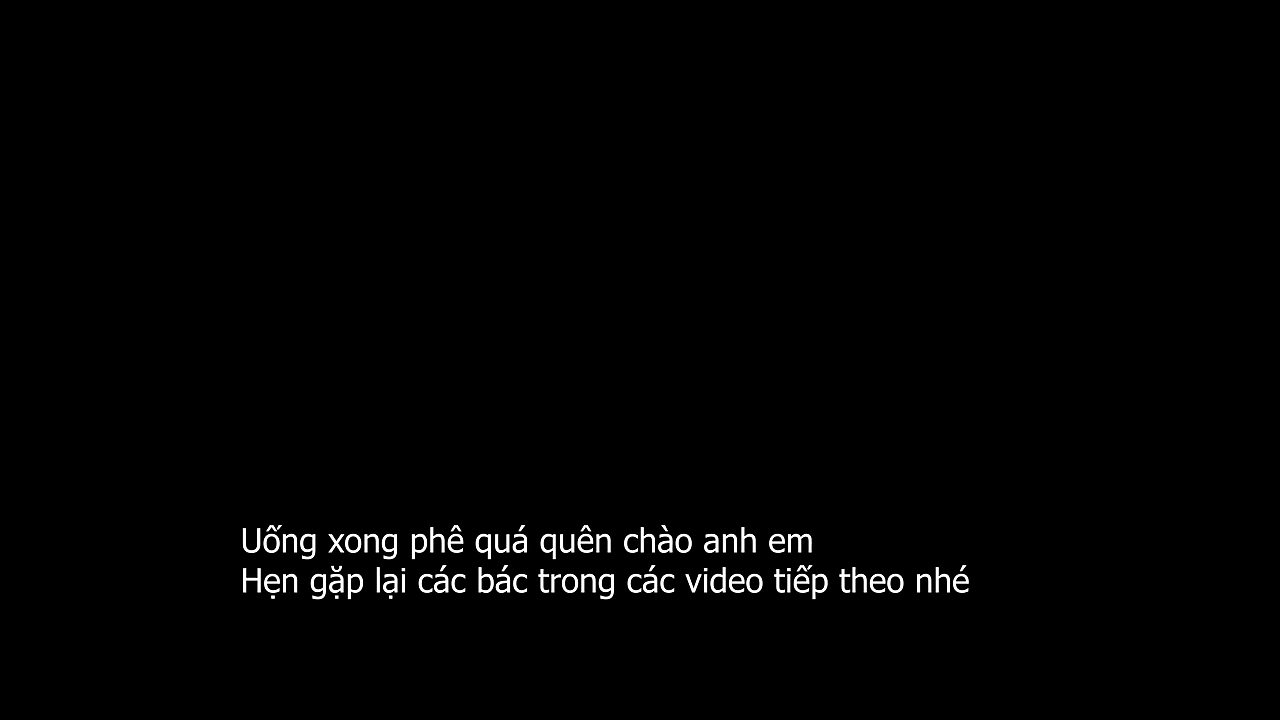 Uống xong phê quá quên chào anh em
Hẹn gặp lại các bác trong các video tiếp theo nhé